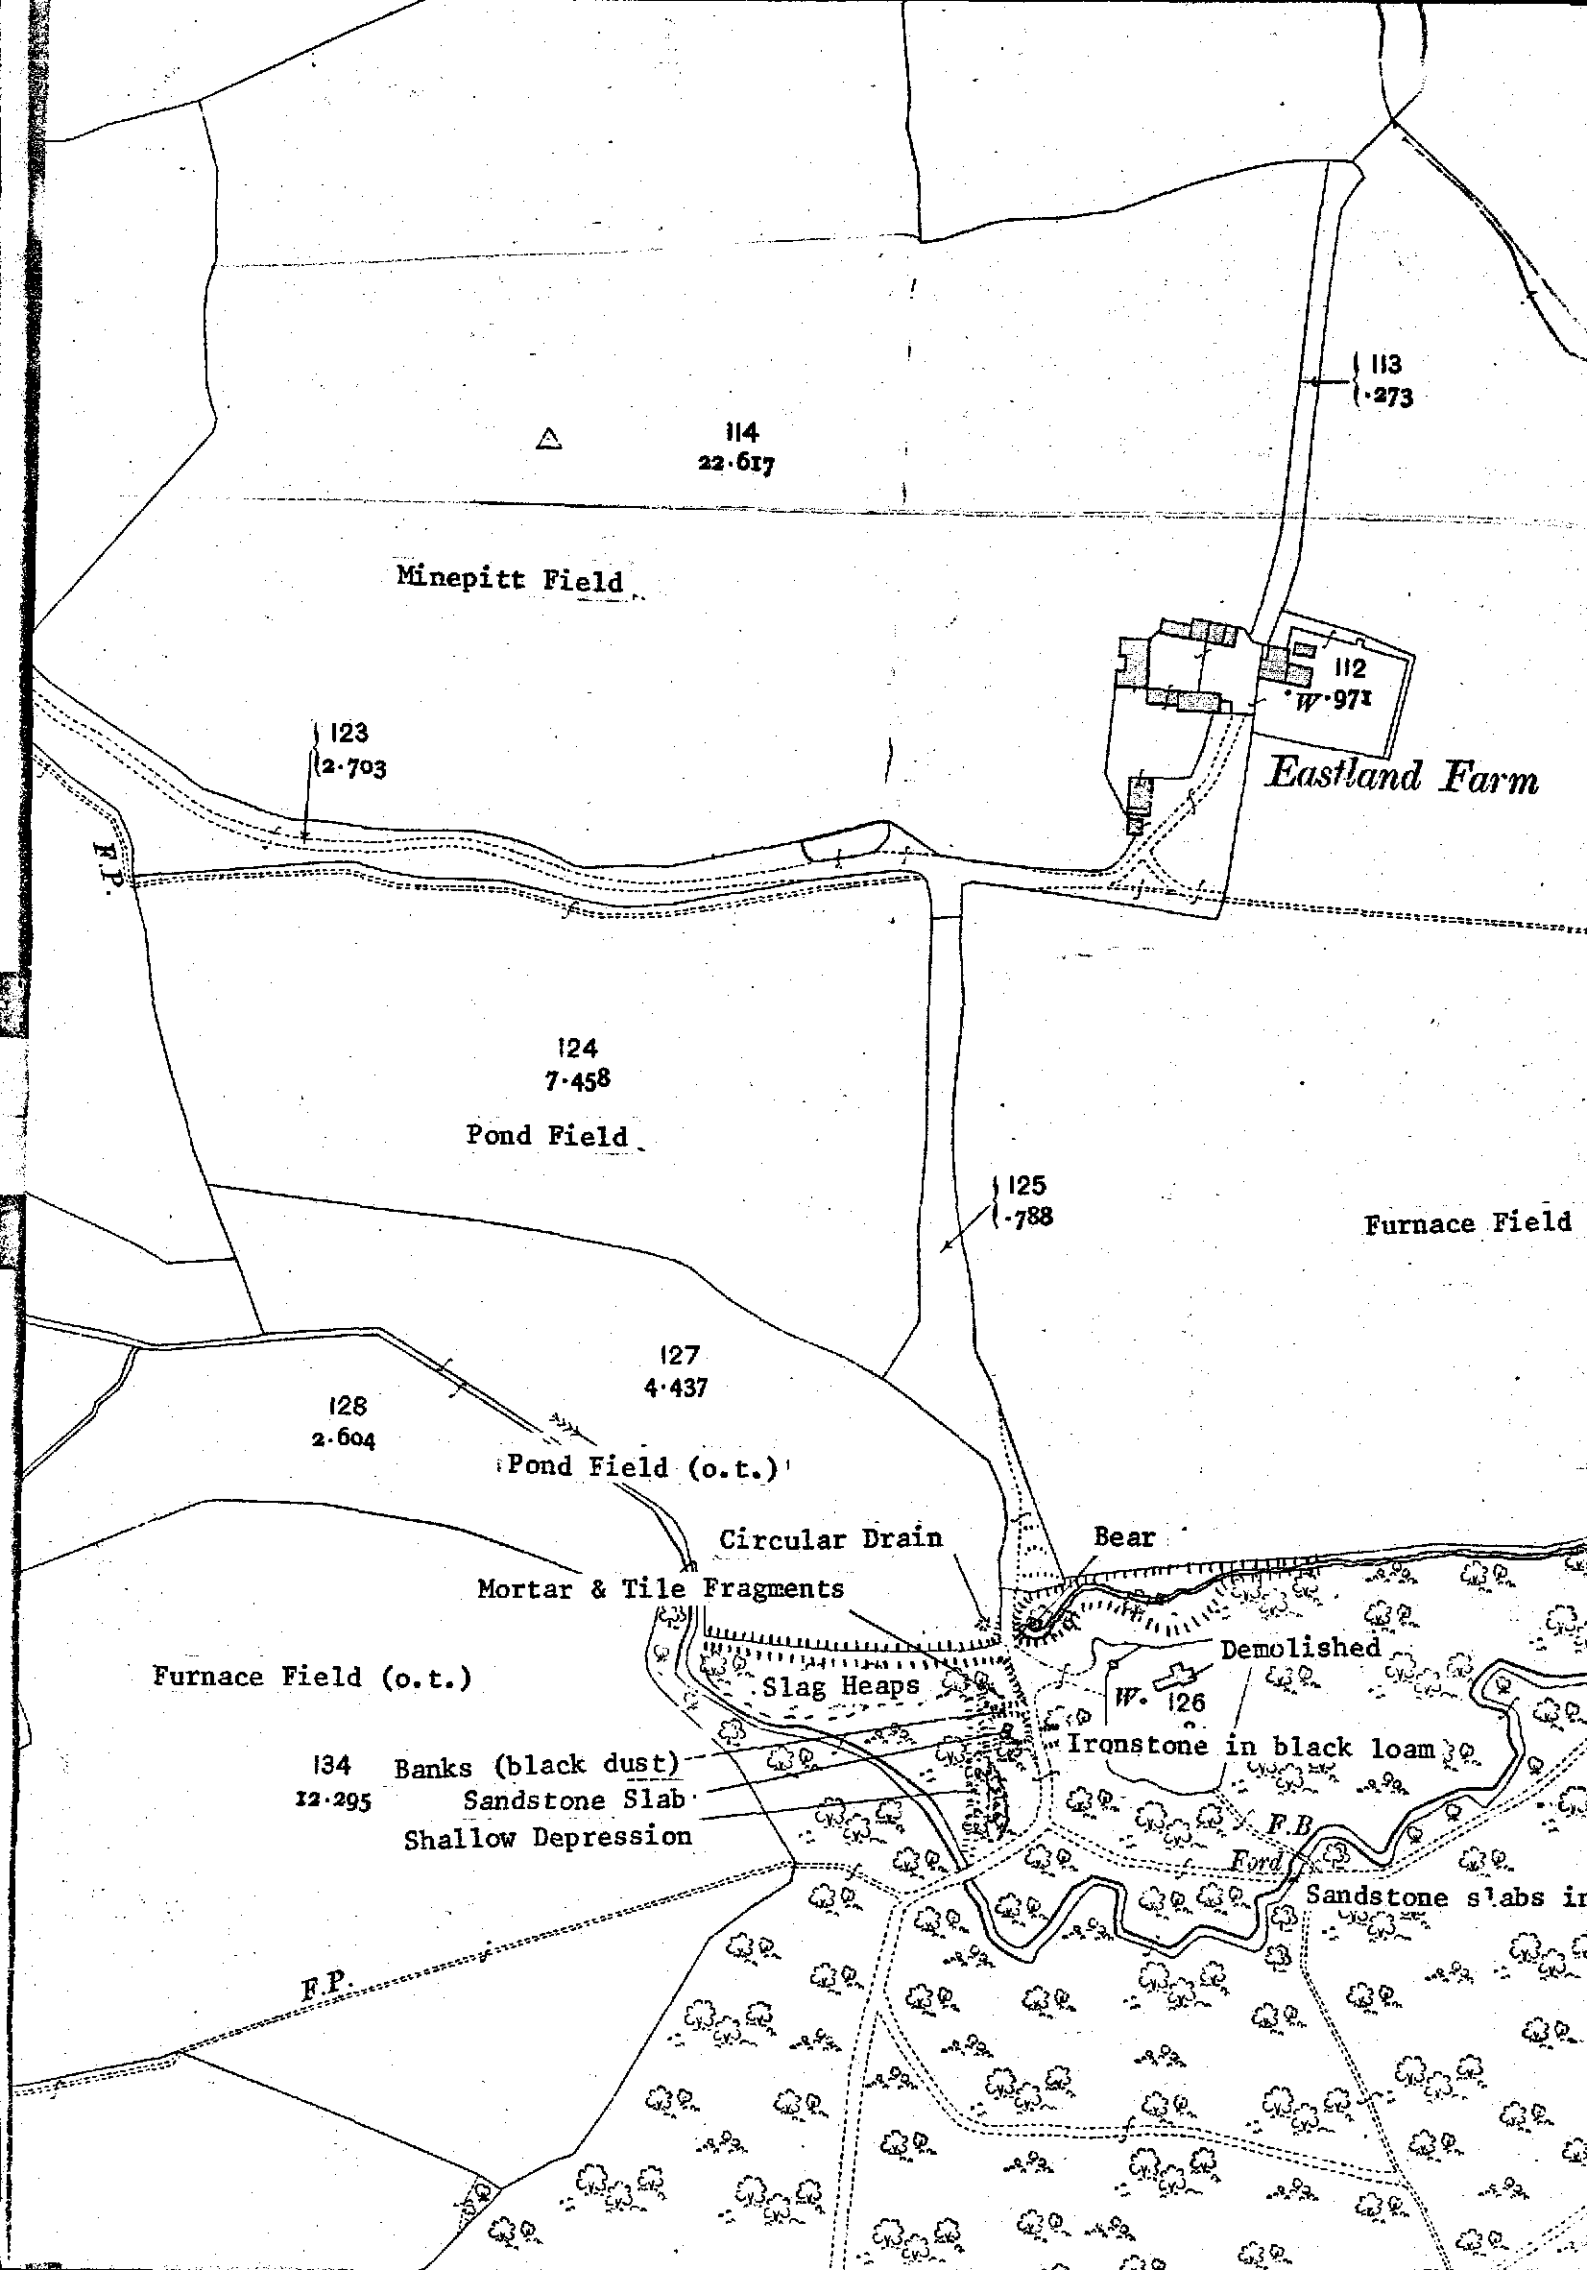 113
.273
114
22.617
Minepitt Field
112
W .971
123
2.703
Eastland Farm
F.P.
124
7.458
Pond Field
125
.788
Furnace Field
127
4.437
128
2.604
Pond Field (o.t.)
Circular Drain
Bear
Mortar & Tile Fragments
Demolished
Furnace Field (o.t.)
Slag Heaps
W.
126
Ironstone in black loam
134
12.295
Banks (black dust)
Sandstone Slab
Shallow Depression
F.B
Ford
Sandstone slabs in
F.P.